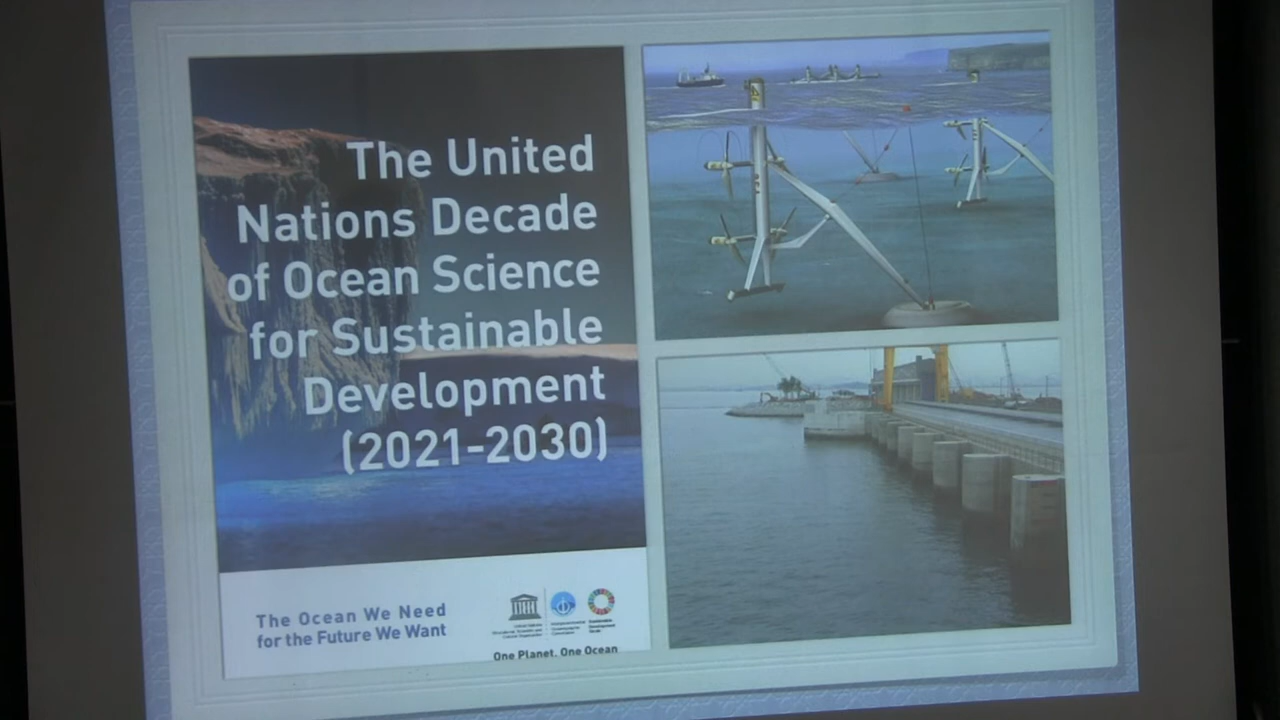 The United
Nations Decade
of Ocean Science
for Sustainable
Development
(2021-2030)
The Ocean We Need
for the Future We Want
One Planet, One Ocean